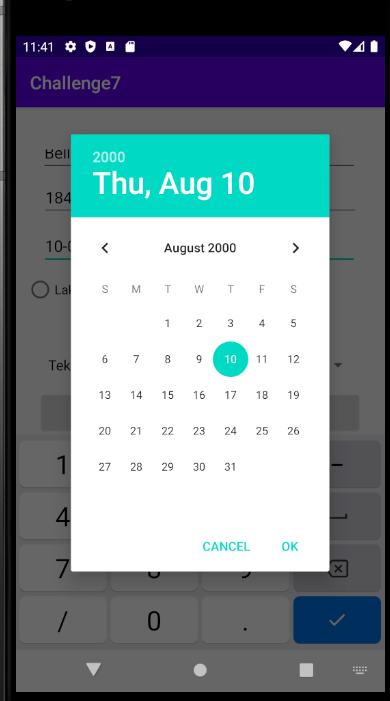 11:41
Challenge7
Bell
184
10-0
Lak
Tek
2000
Thu, Aug 10
August 2000
S M T W T F S
1 2 3 4 5
6 7 8 9 10 11 12
13 14 15 16 17 18 19
20 21 22 23 24 25 26
27 28 29 30 31
CANCEL OK
1 -
4
7
/ 0 .